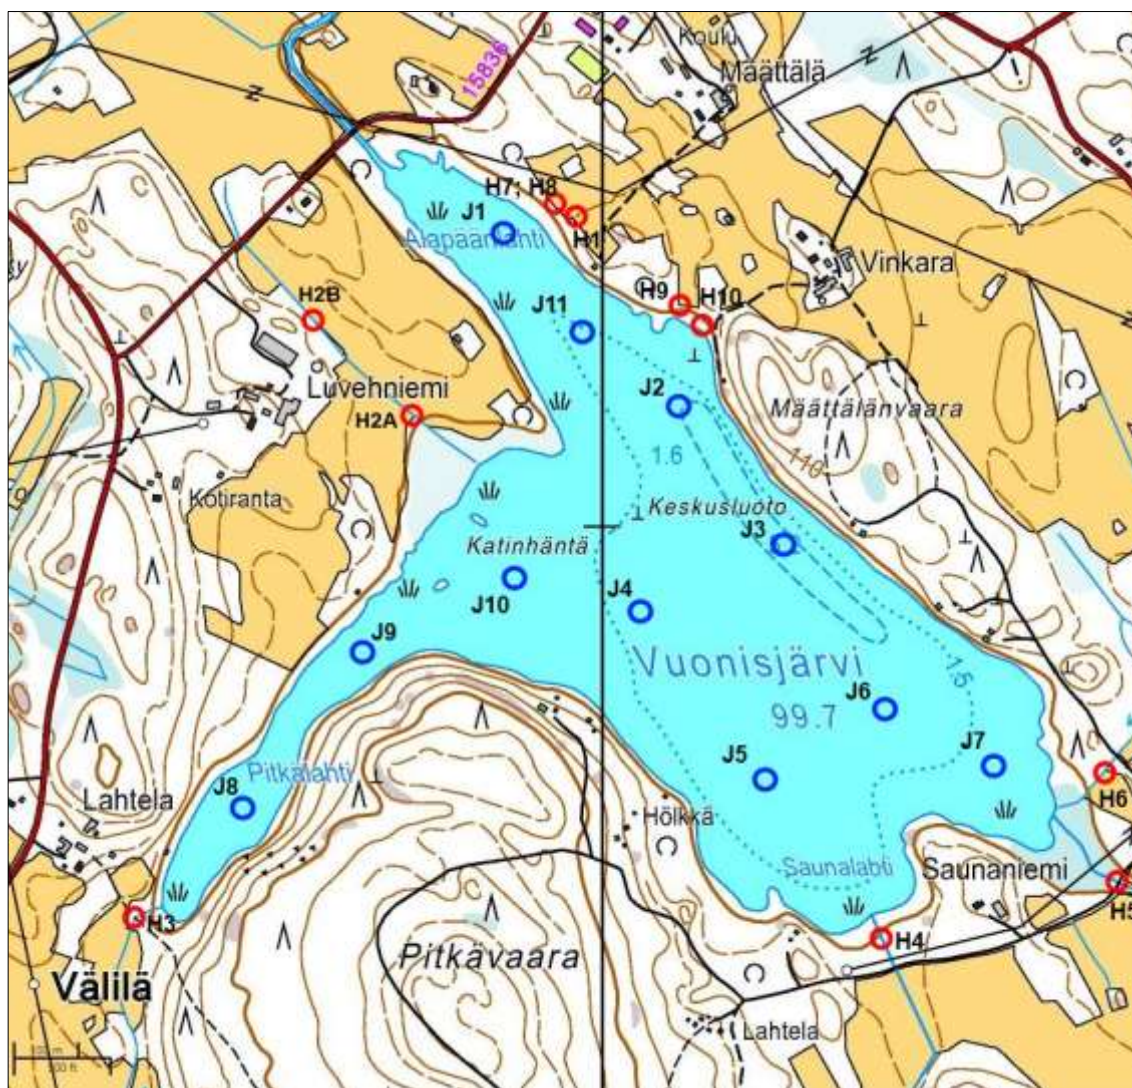 Koulu
Määttälä
15836
H7; H8
J1
Alapäänlahti
H1
Vinkara
H9
H10
H2B
J11
Luvehniemi
J2
H2A
Määttälänvaara
110
1.6
Kotiranta
Keskusluoto
Katinhäntä
J3
J10
J4
J9
Vuonisjärvi
1.5
J6
99.7
J7
J5
Pitkälahti
H6
Lahtela
J8
Hölkkä
Saunalahti
Saunaniemi
H5
H3
H4
Pitkävaara
Välilä
Lahtela